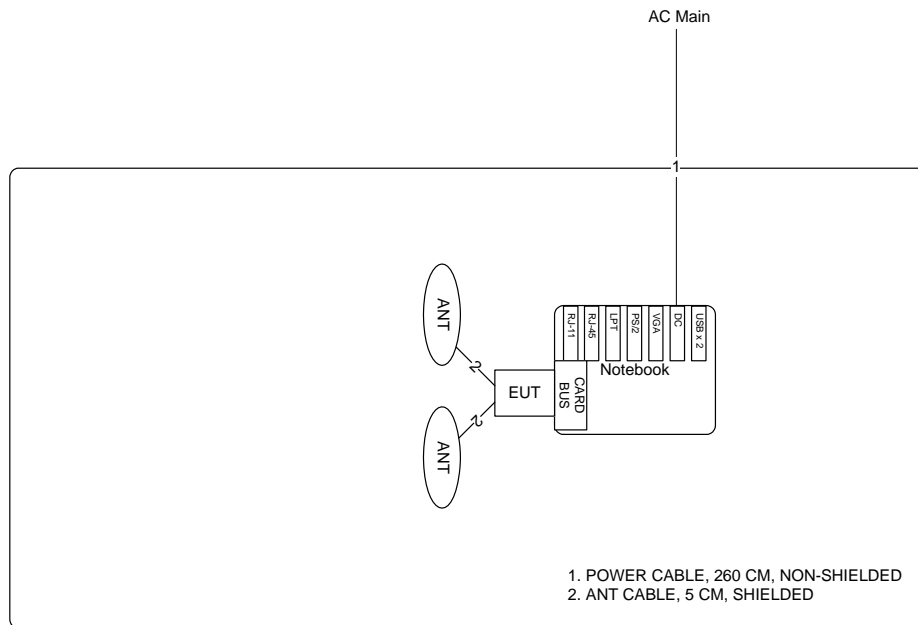 AC Main
1
ANT
2
RJ-11
RJ-45
LPT
PS/2
VGA
DC
USB x 2
Notebook
EUT
CARD
BUS
2
ANT
1. POWER CABLE, 260 CM, NON-SHIELDED
2. ANT CABLE, 5 CM, SHIELDED